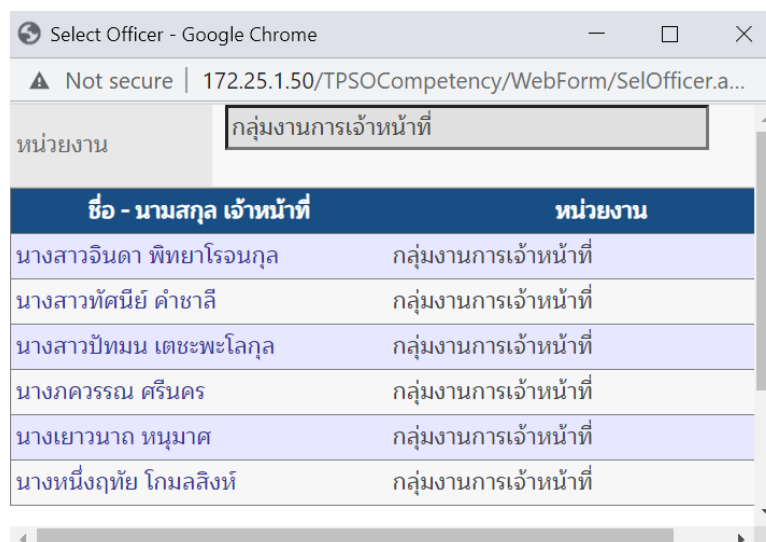 Select Officer - Google Chrome
Not secure | 172.25.1.50/TPSOCompetency/WebForm/SelOfficer.a...
หน่วยงาน กลุ่มงานการเจ้าหน้าที่
ชื่อ - นามสกุล เจ้าหน้าที่ หน่วยงาน
นางสาวจินดา พิทยาโรจนกุล กลุ่มงานการเจ้าหน้าที่
นางสาวทัศนีย์ คำชาลี กลุ่มงานการเจ้าหน้าที่
นางสาวปัทมน เตชะพะโลกุล กลุ่มงานการเจ้าหน้าที่
นางภควรรณ ศรีนคร กลุ่มงานการเจ้าหน้าที่
นางเยาวนาถ หนุมาศ กลุ่มงานการเจ้าหน้าที่
นางหนึ่งฤทัย โกมลสิงห์ กลุ่มงานการเจ้าหน้าที่